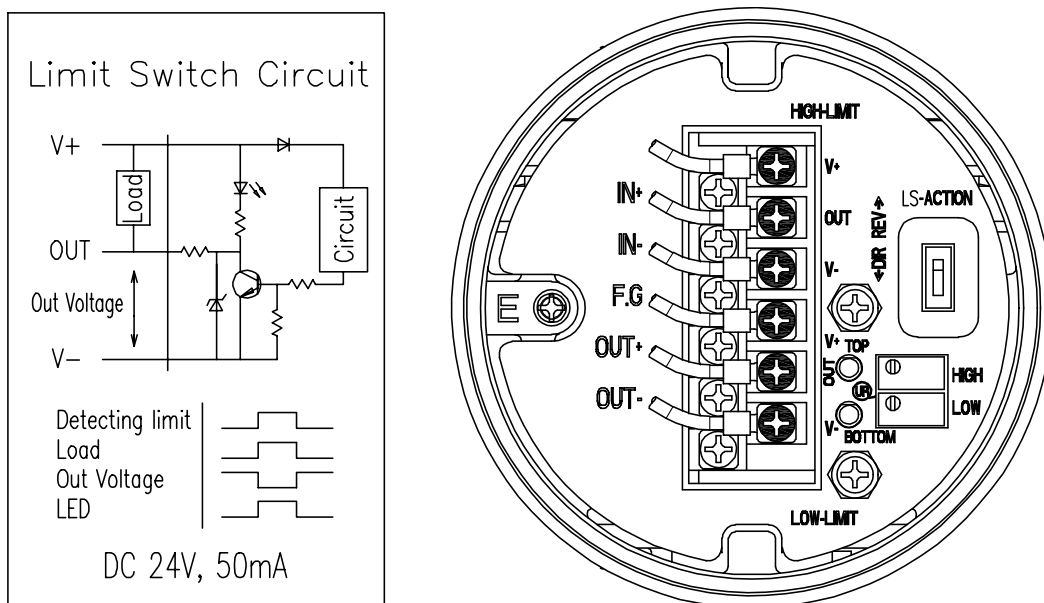 Limit Switch Circuit
V+
Load
OUT
Out Voltage
V-
Circuit
Detecting limit
Load
Out Voltage
LED
DC 24V, 50mA
HIGH-LIMIT
IN+
IN-
F.G
OUT+
OUT-
E
V+
OUT
V-
V+
OUT
V-
LS-ACTION
DIR REV
TOP
UR
BOTTOM
HIGH
LOW
LOW-LIMIT